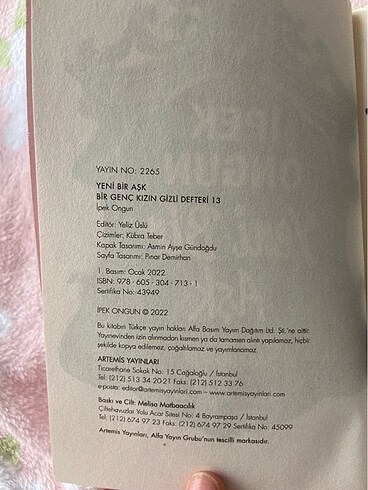 YAYIN NO: 2265
YENİ BİR AŞK
BİR GENÇ KIZIN GİZLİ DEFTERİ 13
İpek Ongun
Editör: Yeliz Üslü
Çizimler: Kübra Teber
Kapak Tasarımı: Asmin Ayşe Gündoğdu
Sayfa Tasarımı: Pınar Demirhan
1. Basım: Ocak 2022
ISBN: 978 - 605 - 304 - 713 - 1
Sertifika No: 43949
İPEK ONGUN © 2022
Bu kitabın Türkçe yayın hakları Alfa Basım Yayım Dağıtım Ltd. Şti.'ne aittir.
Yayınevinden izin alınmadan kısmen ya da tamamen alıntı yapılamaz, hiçbir
şekilde kopya edilemez, çoğaltılamaz ve yayımlanamaz.
ARTEMİS YAYINLARI
Ticarethane Sokak No: 15 Cağaloğlu / İstanbul
Tel: (212) 513 34 20-21 Faks: (212) 512 33 76
e-posta: editor@artemisyayinlari.com – www.artemisyayinlari.com
Baskı ve Cilt: Melisa Matbaacılık
Çiftehavuzlar Yolu Acar Sitesi No: 4 Bayrampaşa / İstanbul
Tel: (212) 674 97 23 Faks: (212) 674 97 29 Sertifika No: 45099
Artemis Yayınları, Alfa Yayın Grubu'nun tescilli markasıdır.